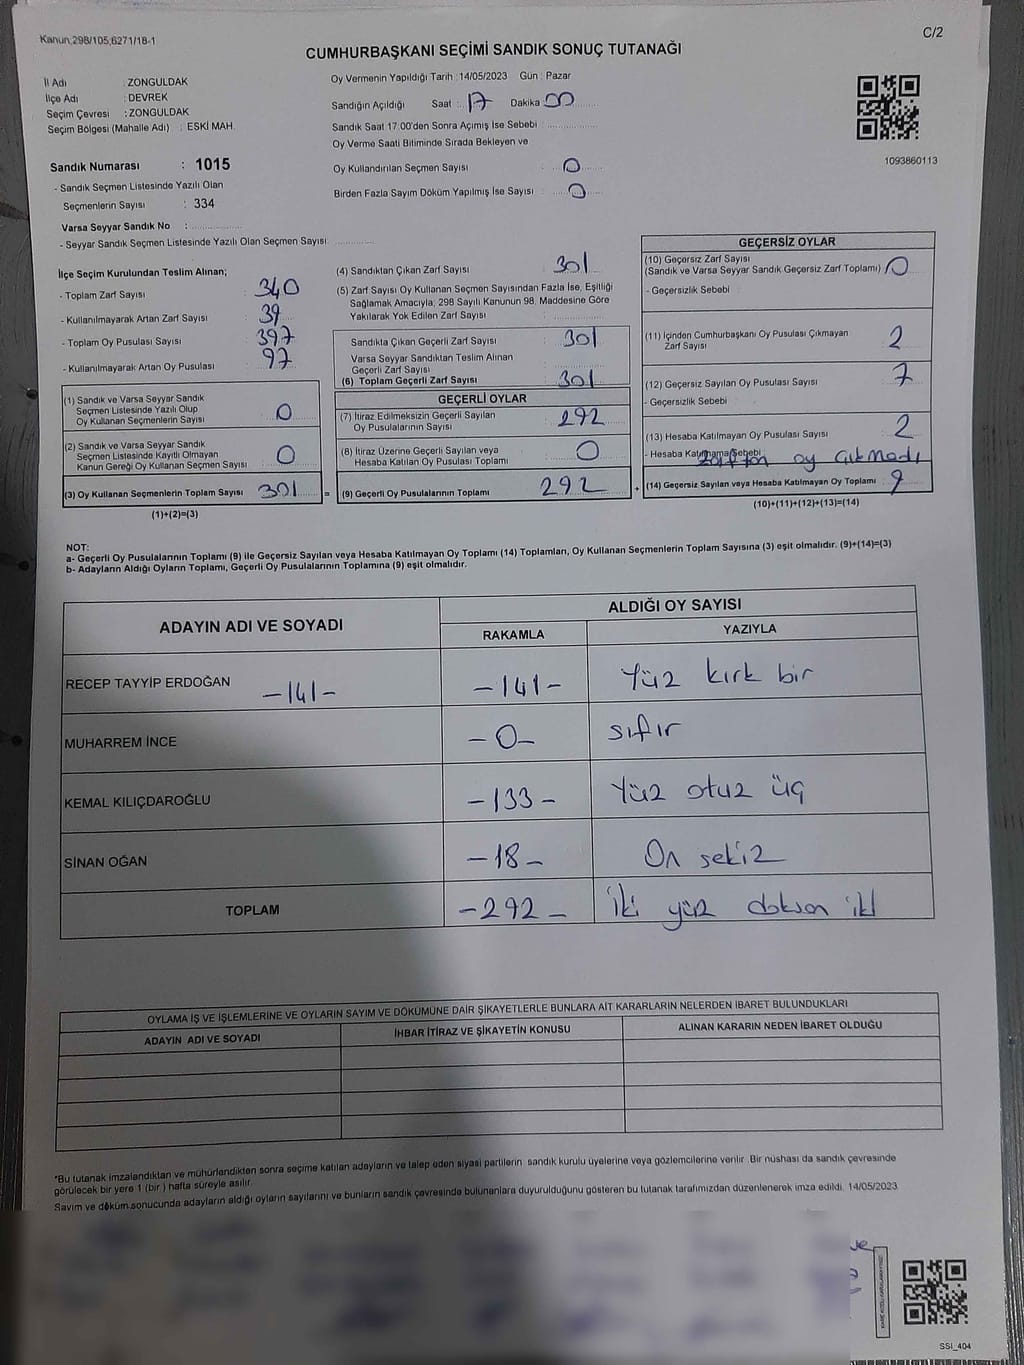 Kanun;298/105;6271/18-1
C/2
CUMHURBAŞKANI SEÇİMİ SANDIK SONUÇ TUTANAĞI
İl Adı : ZONGULDAK
İlçe Adı : DEVREK
Seçim Çevresi : ZONGULDAK
Seçim Bölgesi (Mahalle Adı) : ESKİ MAH.
Sandık Numarası : 1015
- Sandık Seçmen Listesinde Yazılı Olan
Seçmenlerin Sayısı : 334
Varsa Seyyar Sandık No :
- Seyyar Sandık Seçmen Listesinde Yazılı Olan Seçmen Sayısı
Oy Vermenin Yapıldığı Tarih :14/05/2023 Gün : Pazar
Sandığın Açıldığı Saat : 17 Dakika 00
Sandık Saat 17.00'den Sonra Açılmış İse Sebebi
Oy Verme Saati Bitiminde Sırada Bekleyen ve
Oy Kullandırılan Seçmen Sayısı : 0
Birden Fazla Sayım Döküm Yapılmış İse Sayısı : 0
1093860113
İlçe Seçim Kurulundan Teslim Alınan;
- Toplam Zarf Sayısı : 340
- Kullanılmayarak Artan Zarf Sayısı : 39
- Toplam Oy Pusulası Sayısı : 397
- Kullanılmayarak Artan Oy Pusulası : 97
(1) Sandık ve Varsa Seyyar Sandık
Seçmen Listesinde Yazılı Olup
Oy Kullanan Seçmenlerin Sayısı : 0
(2) Sandık ve Varsa Seyyar Sandık
Seçmen Listesinde Kayıtlı Olmayan
Kanun Gereği Oy Kullanan Seçmen Sayısı : 0
(3) Oy Kullanan Seçmenlerin Toplam Sayısı 301 =
(1)+(2)=(3)
(4) Sandıktan Çıkan Zarf Sayısı : 301
(5) Zarf Sayısı Oy Kullanan Seçmen Sayısından Fazla İse, Eşitliği
Sağlamak Amacıyla; 298 Sayılı Kanunun 98. Maddesine Göre
Yakılarak Yok Edilen Zarf Sayısı :
Sandıkta Çıkan Geçerli Zarf Sayısı : 301
Varsa Seyyar Sandıktan Teslim Alınan
Geçerli Zarf Sayısı :
(6) Toplam Geçerli Zarf Sayısı : 301
GEÇERLİ OYLAR
(7) İtiraz Edilmeksizin Geçerli Sayılan
Oy Pusulalarının Sayısı : 292
(8) İtiraz Üzerine Geçerli Sayılan veya
Hesaba Katılan Oy Pusulası Toplamı : 0
(9) Geçerli Oy Pusulalarının Toplamı 292 +
GEÇERSİZ OYLAR
(10) Geçersiz Zarf Sayısı
(Sandık ve Varsa Seyyar Sandık Geçersiz Zarf Toplamı) 0
- Geçersizlik Sebebi :
(11) İçinden Cumhurbaşkanı Oy Pusulası Çıkmayan
Zarf Sayısı : 2
(12) Geçersiz Sayılan Oy Pusulası Sayısı : 7
- Geçersizlik Sebebi :
(13) Hesaba Katılmayan Oy Pusulası Sayısı : 2
- Hesaba Katılmama Sebebi zarftan oy çıkmadı
(14) Geçersiz Sayılan veya Hesaba Katılmayan Oy Toplamı 9
(10)+(11)+(12)+(13)=(14)
NOT:
a- Geçerli Oy Pusulalarının Toplamı (9) ile Geçersiz Sayılan veya Hesaba Katılmayan Oy Toplamı (14) Toplamları, Oy Kullanan Seçmenlerin Toplam Sayısına (3) eşit olmalıdır. (9)+(14)=(3)
b- Adayların Aldığı Oyların Toplamı, Geçerli Oy Pusulalarının Toplamına (9) eşit olmalıdır.
ADAYIN ADI VE SOYADI
ALDIĞI OY SAYISI
RAKAMLA YAZIYLA
RECEP TAYYİP ERDOĞAN -141- -141- Yüz kırk bir
MUHARREM İNCE -0- sıfır
KEMAL KILIÇDAROĞLU -133- Yüz otuz üç
SİNAN OĞAN -18- On sekiz
TOPLAM -292- iki yüz doksan iki
OYLAMA İŞ VE İŞLEMLERİNE VE OYLARIN SAYIM VE DÖKÜMÜNE DAİR ŞİKAYETLERLE BUNLARA AİT KARARLARIN NELERDEN İBARET BULUNDUKLARI
ADAYIN ADI VE SOYADI İHBAR İTİRAZ VE ŞİKAYETİN KONUSU ALINAN KARARIN NEDEN İBARET OLDUĞU
*Bu tutanak imzalandıktan ve mühürlendikten sonra seçime katılan adayların ve talep eden siyasi partilerin sandık kurulu üyelerine veya gözlemcilerine verilir. Bir nüshası da sandık çevresinde
görülecek bir yere 1 (bir) hafta süreyle asılır.
Sayım ve döküm sonucunda adayların aldığı oyların sayılarını ve bunların sandık çevresinde bulunanlara duyurulduğunu gösteren bu tutanak tarafımızdan düzenlenerek imza edildi. 14/05/2023
SSİ_404